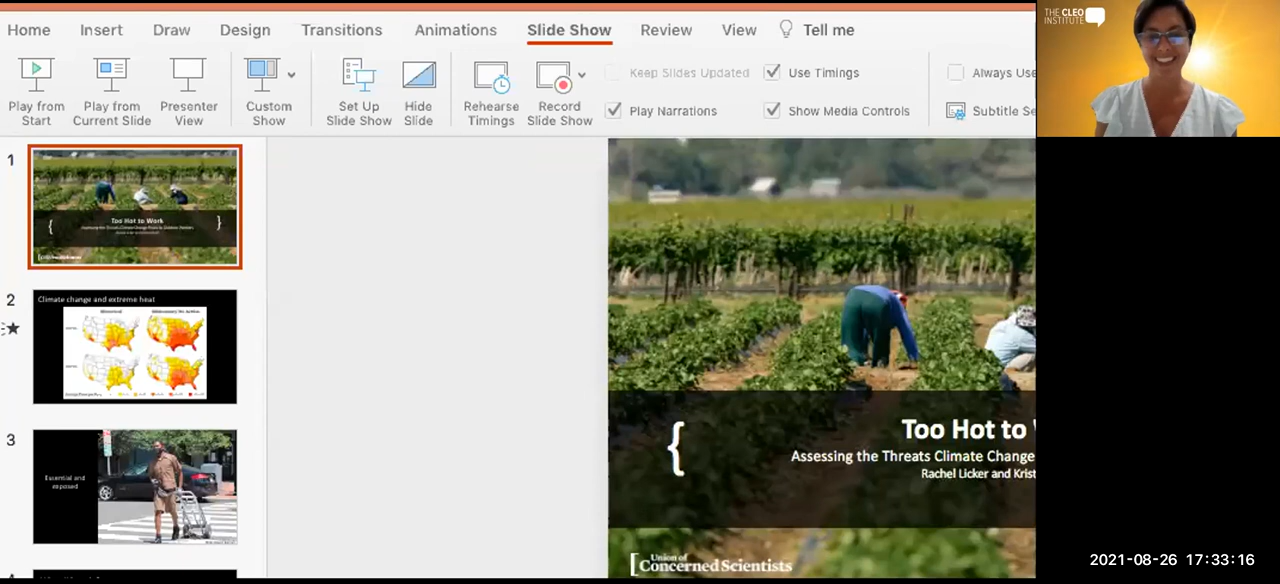 Home Insert Draw Design Transitions Animations Slide Show Review View Tell me
Play from Start
Play from Current Slide
Presenter View
Custom Show
Set Up Slide Show
Hide Slide
Rehearse Timings
Record Slide Show
Keep Slides Updated
Use Timings
Always Use
Play Narrations
Show Media Controls
Subtitle Se
THE CLEO
INSTITUTE
1
Too Hot to Work
2
Climate change and extreme heat
3
Essential and
exposed
{
Too Hot to
Assessing the Threats Climate Change
Rachel Licker and Krist
Union of
Concerned Scientists
2021-08-26 17:33:16